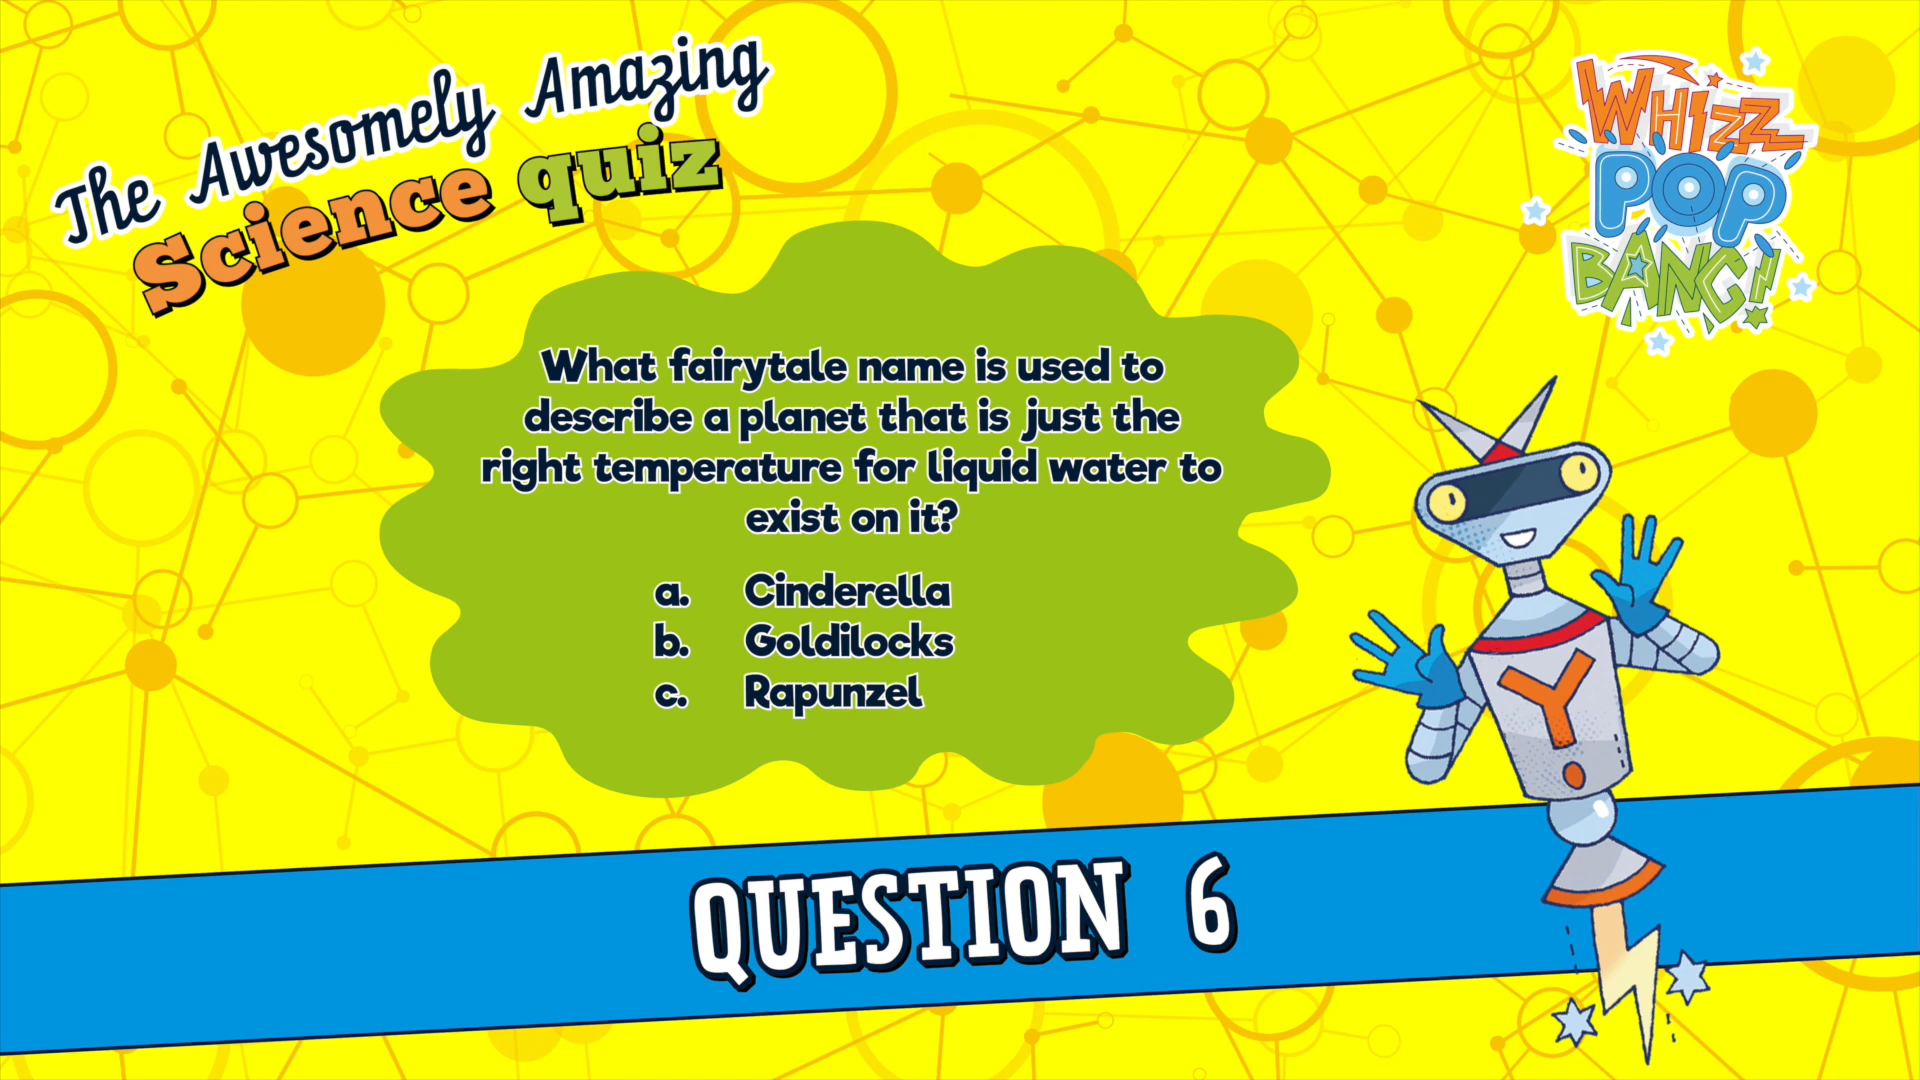 The Awesomely Amazing
Science quiz
WHIZZ
POP
BANG!
What fairytale name is used to
describe a planet that is just the
right temperature for liquid water to
exist on it?
a. Cinderella
b. Goldilocks
c. Rapunzel
Y
QUESTION 6